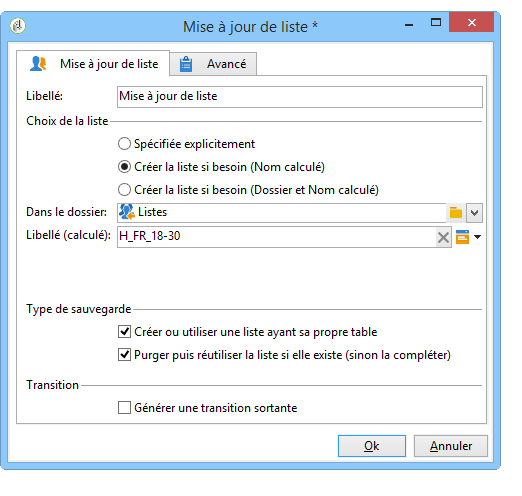 Mise à jour de liste *
Mise à jour de liste
Avancé
Libellé:
Mise à jour de liste
Choix de la liste
Spécifiée explicitement
Créer la liste si besoin (Nom calculé)
Créer la liste si besoin (Dossier et Nom calculé)
Dans le dossier:
Listes
Libellé (calculé):
H_FR_18-30
Type de sauvegarde
Créer ou utiliser une liste ayant sa propre table
Purger puis réutiliser la liste si elle existe (sinon la compléter)
Transition
Générer une transition sortante
Ok
Annuler